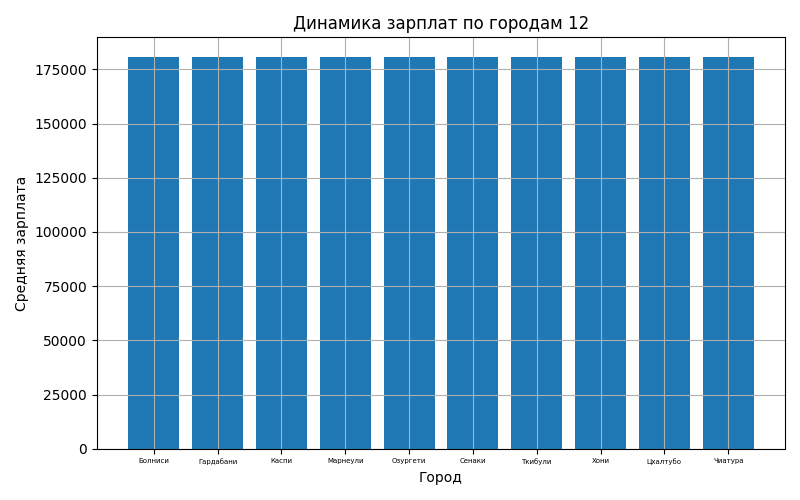 Динамика зарплат по городам 12
Средняя зарплата
175000
150000
125000
100000
75000
50000
25000
0
Болниси Гардабани Каспи Марнеули Озургети Сенаки Ткибули Хони Цхалтубо Чиатура
Город